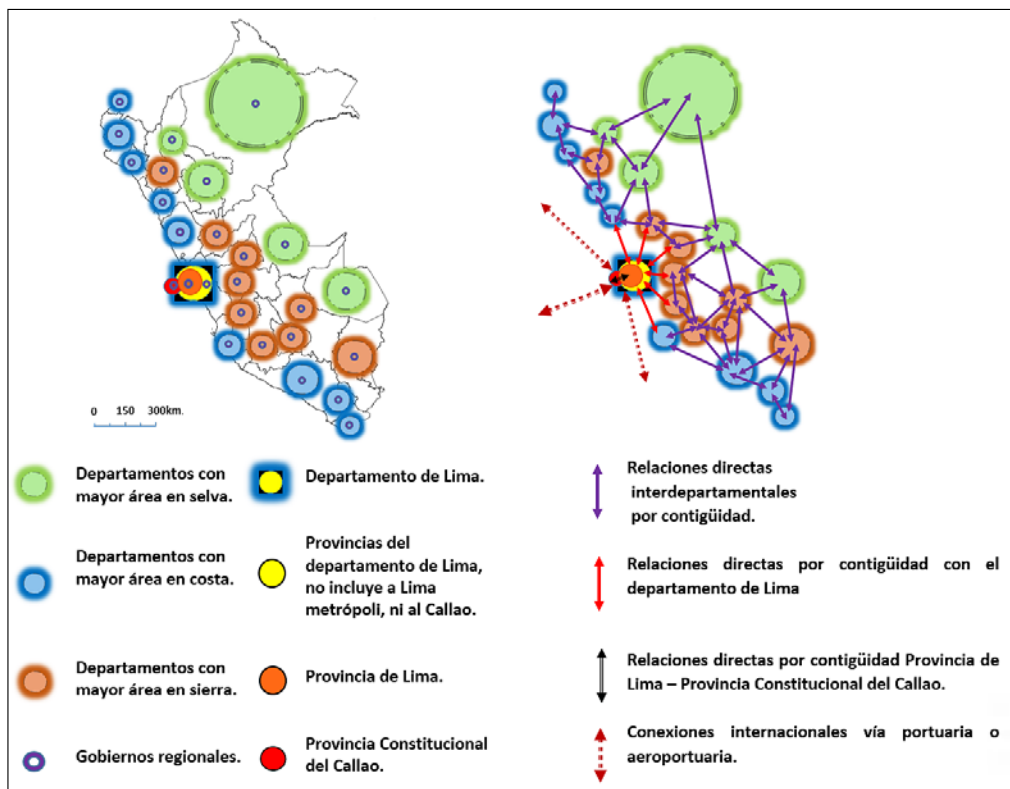 0 150 300km.
Departamentos con
mayor área en selva.
Departamento de Lima.
Relaciones directas
interdepartamentales
por contigüidad.
Departamentos con
mayor área en costa.
Provincias del
departamento de Lima,
no incluye a Lima
metrópoli, ni al Callao.
Relaciones directas por contigüidad con el
departamento de Lima
Departamentos con
mayor área en sierra.
Provincia de Lima.
Relaciones directas por contigüidad Provincia de
Lima – Provincia Constitucional del Callao.
Gobiernos regionales.
Provincia Constitucional
del Callao.
Conexiones internacionales vía portuaria o
aeroportuaria.